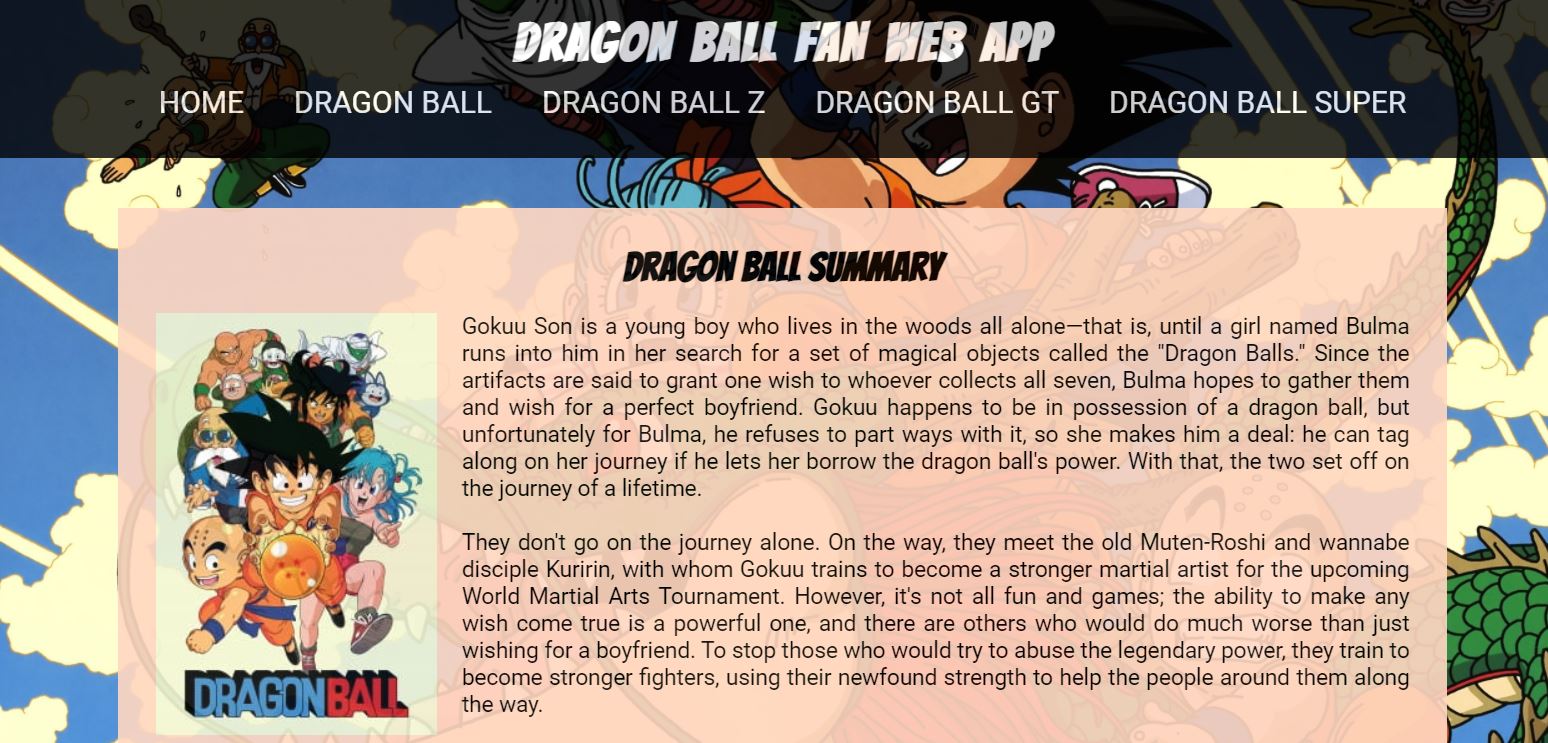 DRAGON BALL FAN WEB APP
HOME DRAGON BALL DRAGON BALL Z DRAGON BALL GT DRAGON BALL SUPER
DRAGON BALL SUMMARY
Gokuu Son is a young boy who lives in the woods all alone—that is, until a girl named Bulma
runs into him in her search for a set of magical objects called the "Dragon Balls." Since the
artifacts are said to grant one wish to whoever collects all seven, Bulma hopes to gather them
and wish for a perfect boyfriend. Gokuu happens to be in possession of a dragon ball, but
unfortunately for Bulma, he refuses to part ways with it, so she makes him a deal: he can tag
along on her journey if he lets her borrow the dragon ball's power. With that, the two set off on
the journey of a lifetime.
They don't go on the journey alone. On the way, they meet the old Muten-Roshi and wannabe
disciple Kuririn, with whom Gokuu trains to become a stronger martial artist for the upcoming
World Martial Arts Tournament. However, it's not all fun and games; the ability to make any
wish come true is a powerful one, and there are others who would do much worse than just
wishing for a boyfriend. To stop those who would try to abuse the legendary power, they train to
become stronger fighters, using their newfound strength to help the people around them along
the way.
DRAGONBALL